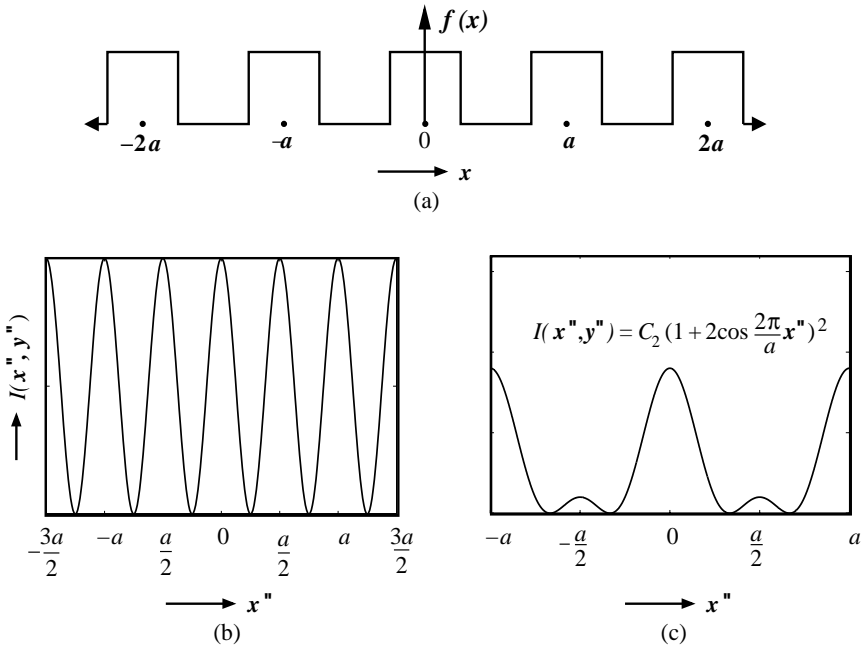 f(x)
−2a -a 0 a 2a
x
(a)
I(x", y")
−3a/2 −a a/2 0 a/2 a 3a/2
x"
(b)
I(x",y") = C₂ (1+2cos 2π/a x")²
−a −a/2 0 a/2 a
x"
(c)